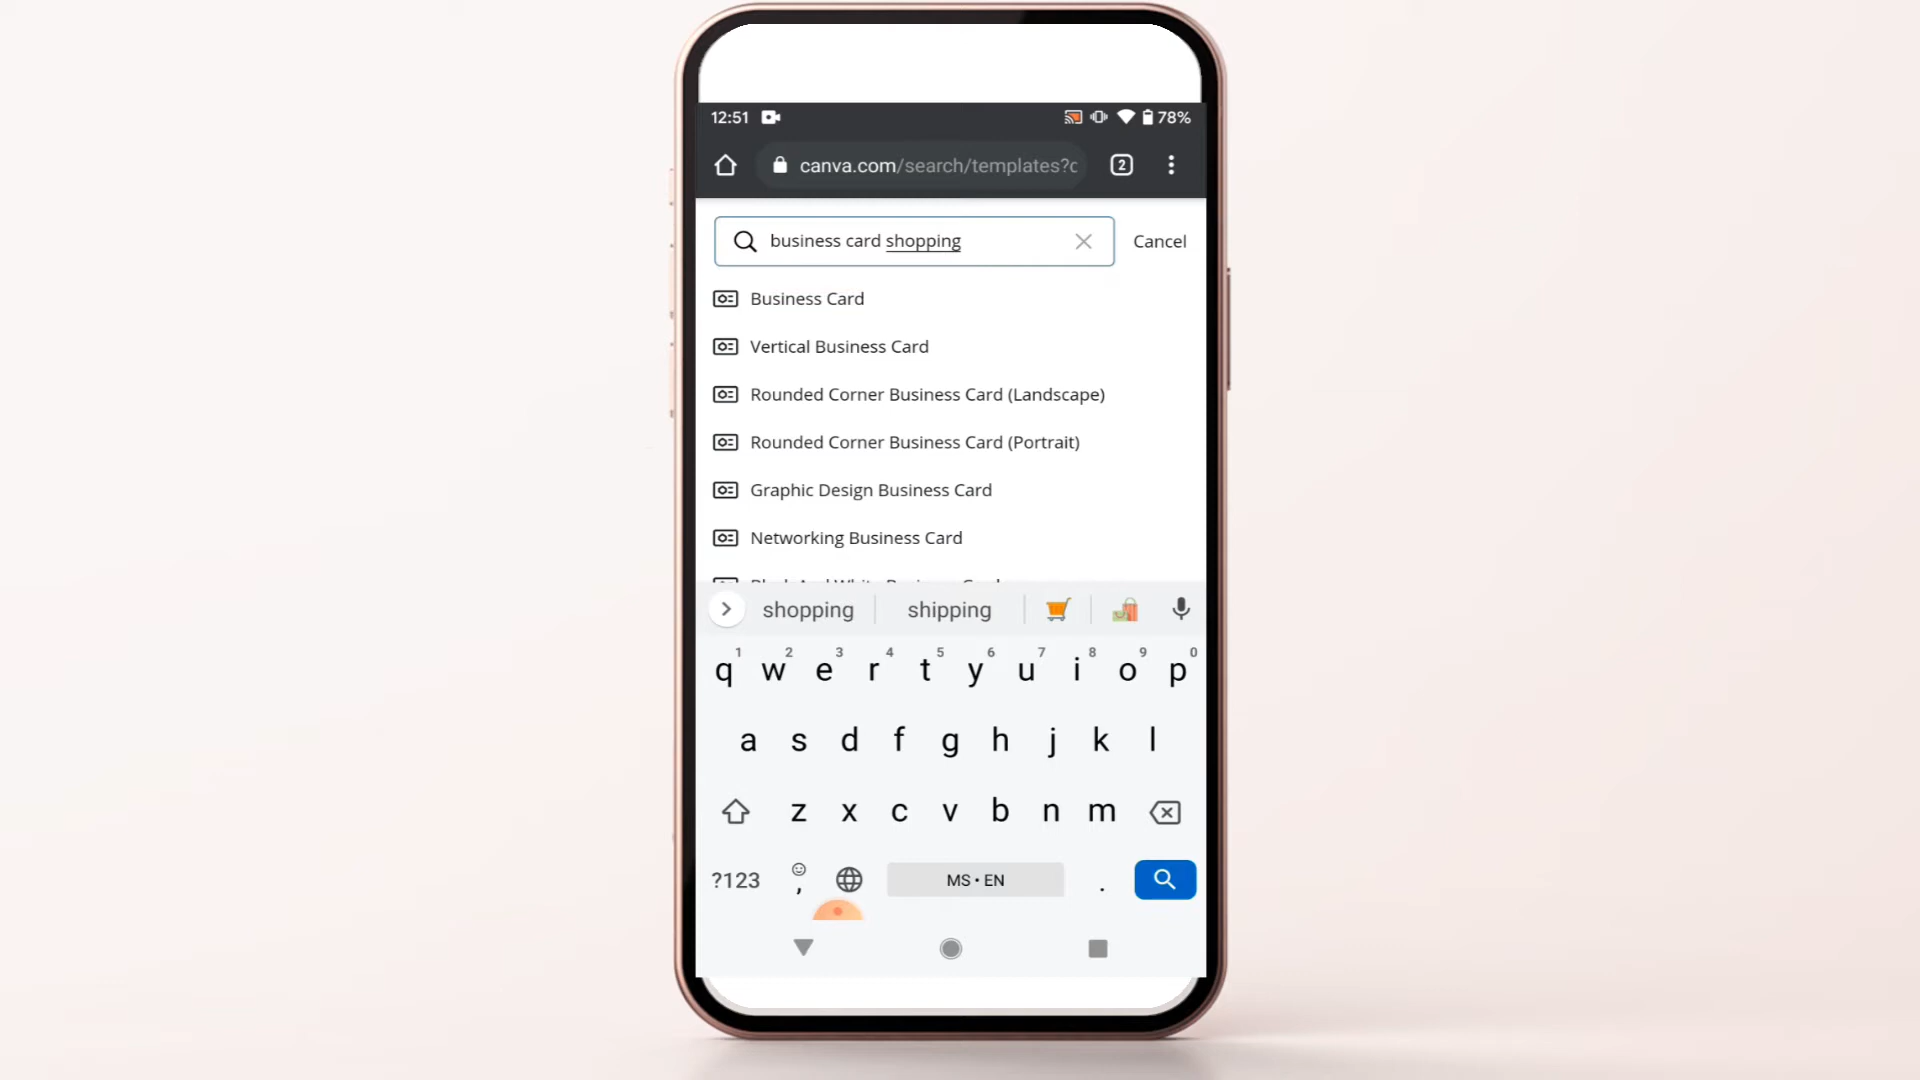 12:51 78%
canva.com/search/templates?c
2
business card shopping Cancel
Business Card
Vertical Business Card
Rounded Corner Business Card (Landscape)
Rounded Corner Business Card (Portrait)
Graphic Design Business Card
Networking Business Card
shopping shipping
1 2 3 4 5 6 7 8 9 0
q w e r t y u i o p
a s d f g h j k l
z x c v b n m
?123 , MS • EN .